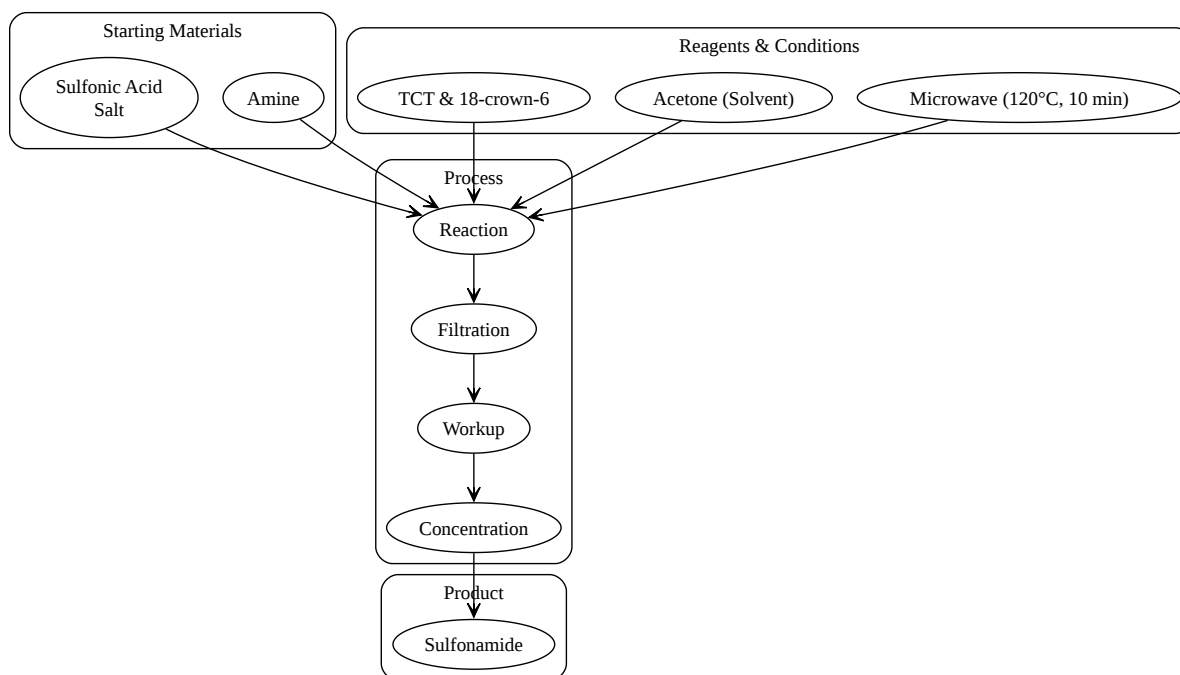 Starting Materials
Sulfonic Acid
Salt
Amine
Reagents & Conditions
TCT & 18-crown-6
Acetone (Solvent)
Microwave (120°C, 10 min)
Process
Reaction
Filtration
Workup
Concentration
Product
Sulfonamide